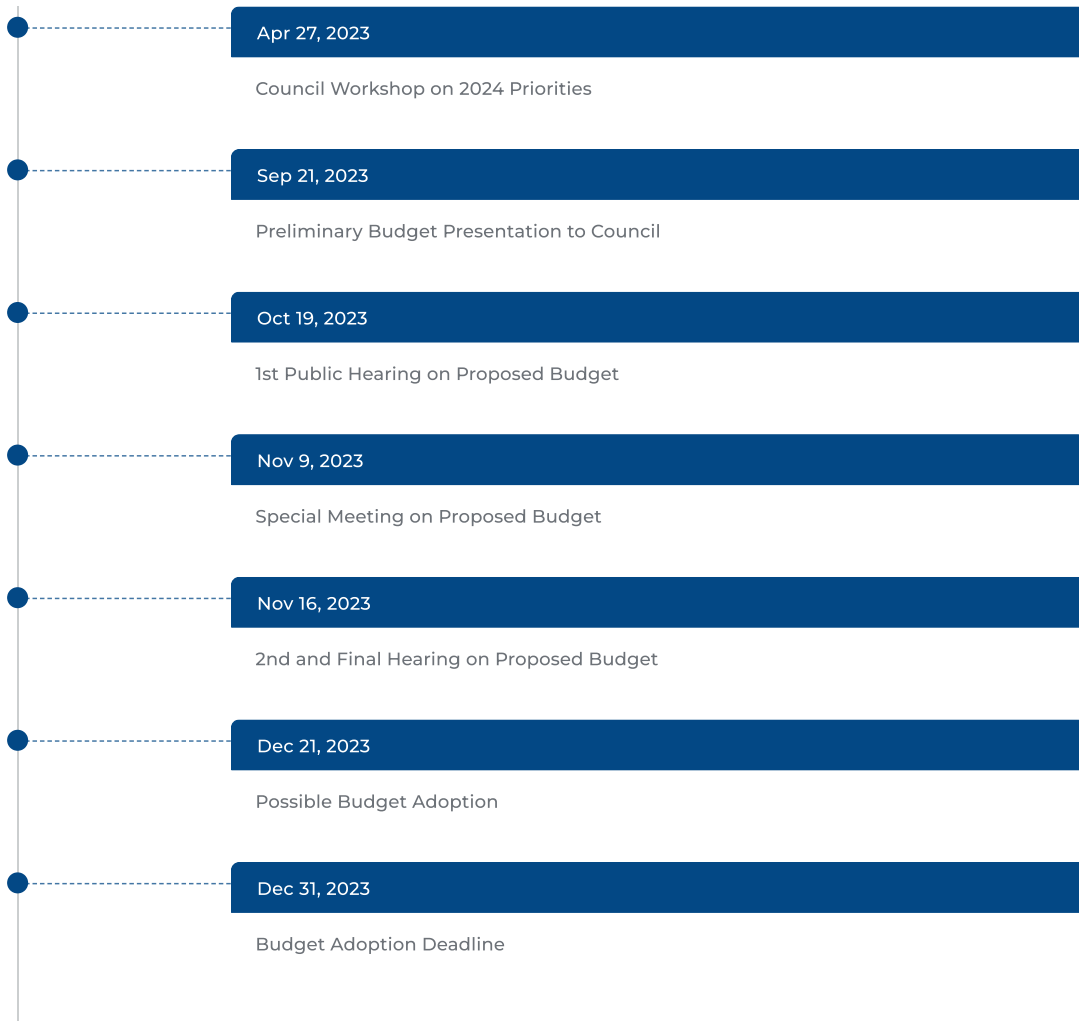 Apr 27, 2023
Council Workshop on 2024 Priorities
Sep 21, 2023
Preliminary Budget Presentation to Council
Oct 19, 2023
1st Public Hearing on Proposed Budget
Nov 9, 2023
Special Meeting on Proposed Budget
Nov 16, 2023
2nd and Final Hearing on Proposed Budget
Dec 21, 2023
Possible Budget Adoption
Dec 31, 2023
Budget Adoption Deadline